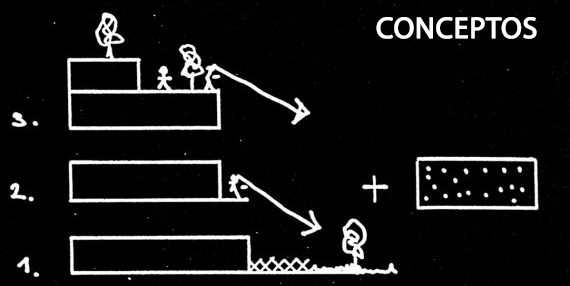 CONCEPTOS
3.
2.
+
1.